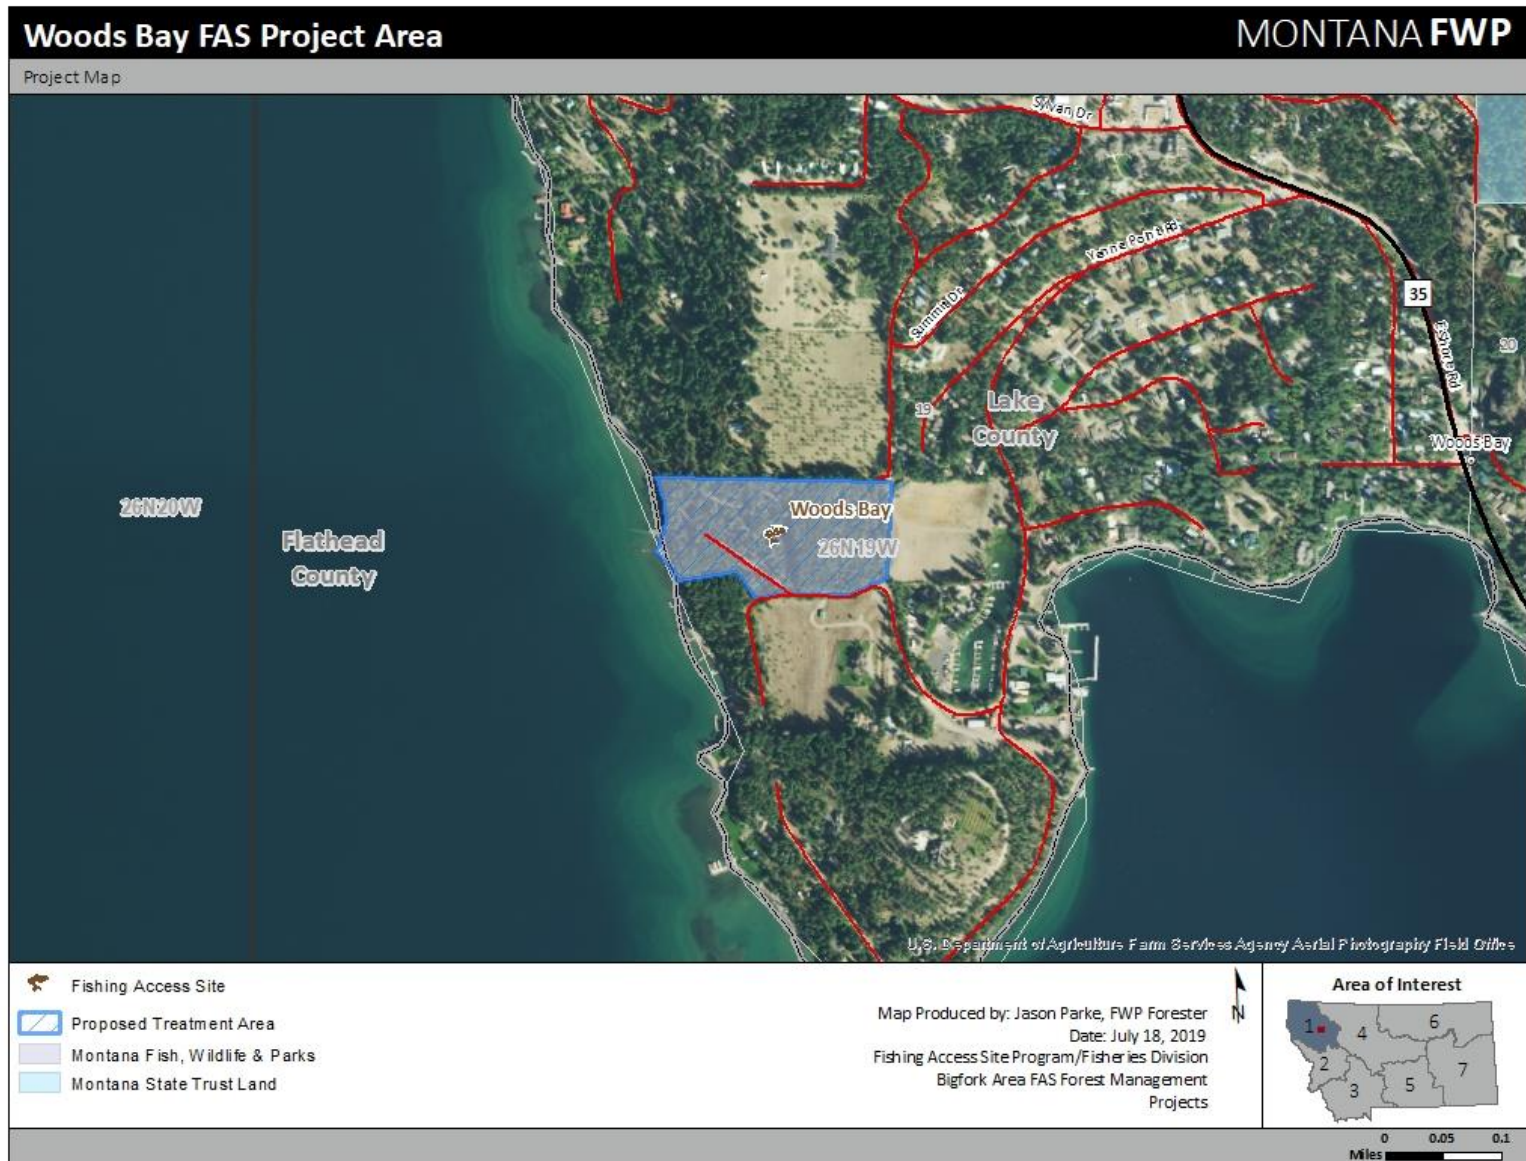 Woods Bay FAS Project Area
MONTANA FWP
Project Map
Sylvan Dr
Yenne Point Rd
35
Summit Dr
E Shore Rd
20
19
Lake
County
Woods Bay
26N20W
Woods Bay
Flathead
County
26N19W
U.S. Department of Agriculture Farm Services Agency Aerial Photography Field Office
Fishing Access Site
Proposed Treatment Area
Montana Fish, Wildlife & Parks
Montana State Trust Land
Map Produced by: Jason Parke, FWP Forester
Date: July 18, 2019
Fishing Access Site Program/Fisheries Division
Bigfork Area FAS Forest Management
Projects
N
Area of Interest
1
4
6
2
3
5
7
0 0.05 0.1
Miles